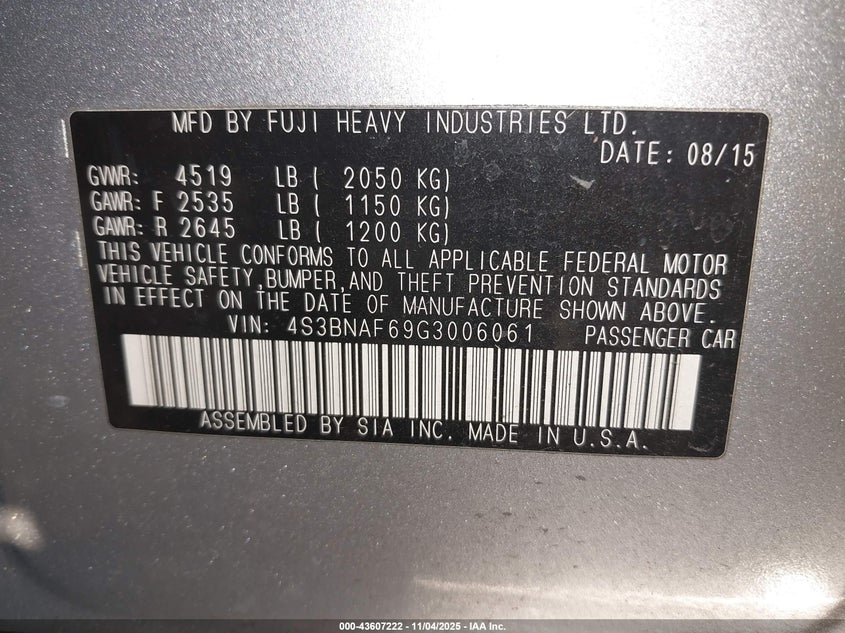 MFD BY FUJI HEAVY INDUSTRIES LTD.
DATE: 08/15
GVWR: 4519 LB ( 2050 KG)
GAWR: F 2535 LB ( 1150 KG)
GAWR: R 2645 LB ( 1200 KG)
THIS VEHICLE CONFORMS TO ALL APPLICABLE FEDERAL MOTOR
VEHICLE SAFETY,BUMPER,AND THEFT PREVENTION STANDARDS
IN EFFECT ON THE DATE OF MANUFACTURE SHOWN ABOVE.
VIN: 4S3BNAF69G3006061 PASSENGER CAR
ASSEMBLED BY SIA INC. MADE IN U.S.A.
000-43607222 - 11/04/2025 - IAA Inc.